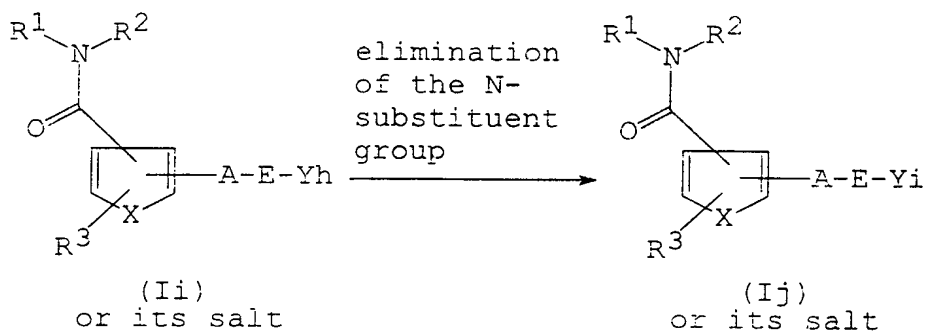 R¹ R²
N
O
A-E-Yh
X
R³
(Ii)
or its salt
elimination
of the N-
substituent
group
R¹ R²
N
O
A-E-Yi
X
R³
(Ij)
or its salt